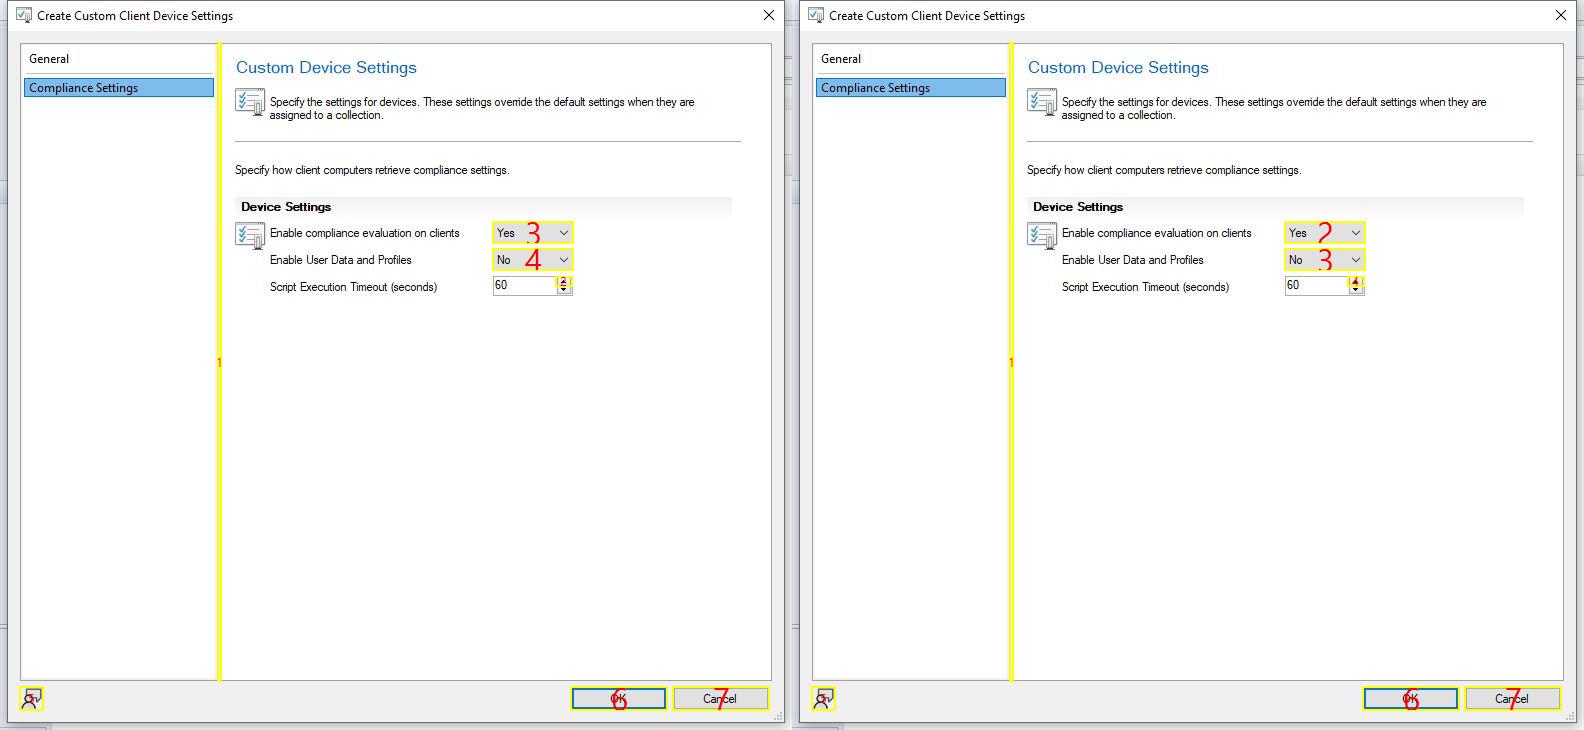 Create Custom Client Device Settings
General
Compliance Settings
Custom Device Settings
Specify the settings for devices. These settings override the default settings when they are
assigned to a collection.
Specify how client computers retrieve compliance settings.
Device Settings
Enable compliance evaluation on clients Yes 3
Enable User Data and Profiles No 4
Script Execution Timeout (seconds) 60 2
1
OK 6 Cancel 7
Create Custom Client Device Settings
General
Compliance Settings
Custom Device Settings
Specify the settings for devices. These settings override the default settings when they are
assigned to a collection.
Specify how client computers retrieve compliance settings.
Device Settings
Enable compliance evaluation on clients Yes 2
Enable User Data and Profiles No 3
Script Execution Timeout (seconds) 60 4
1
OK 6 Cancel 7